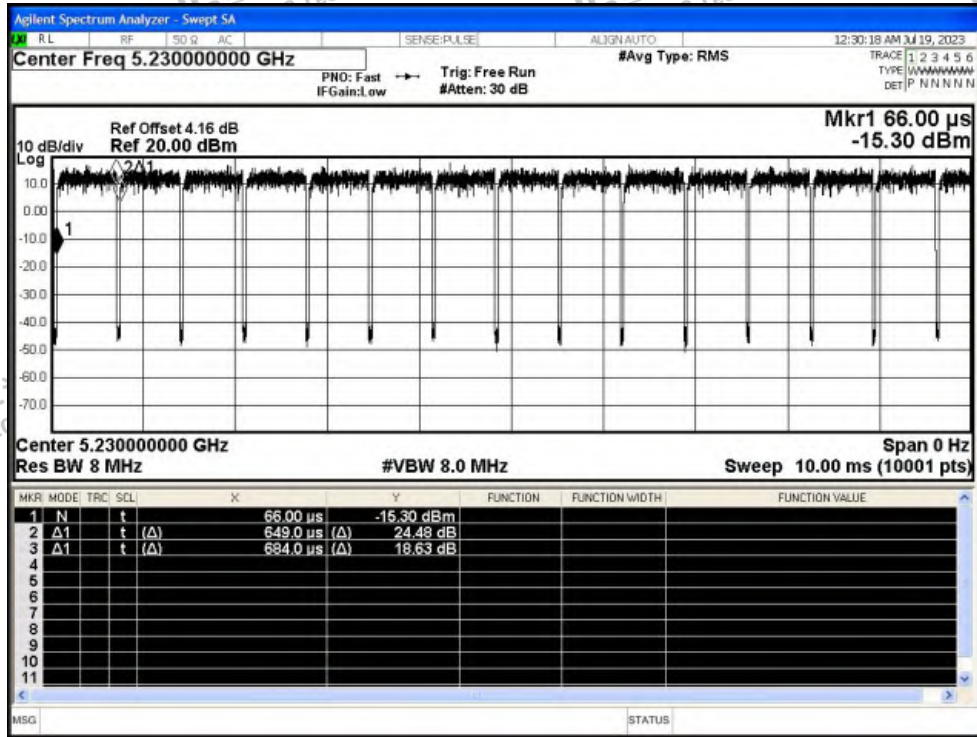 Agilent Spectrum Analyzer - Swept SA
LXI RL RF 50 Ω AC SENSE:PULSE ALIGN AUTO 12:30:18 AM Jul 19, 2023
Center Freq 5.230000000 GHz #Avg Type: RMS TRACE 1 2 3 4 5 6
PNO: Fast Trig: Free Run TYPE WWWWWW
IFGain:Low #Atten: 30 dB DET P N N N N N
Mkr1 66.00 µs
Ref Offset 4.16 dB
10 dB/div Ref 20.00 dBm -15.30 dBm
Log
2Δ1
10.0
0.00
-10.0
1
-20.0
-30.0
-40.0
-50.0
-60.0
-70.0
Center 5.230000000 GHz Span 0 Hz
Res BW 8 MHz #VBW 8.0 MHz Sweep 10.00 ms (10001 pts)
MKR MODE TRC SCL X Y FUNCTION FUNCTION WIDTH FUNCTION VALUE
1 N t 66.00 µs -15.30 dBm
2 Δ1 t (Δ) 649.0 µs (Δ) 24.48 dB
3 Δ1 t (Δ) 684.0 µs (Δ) 18.63 dB
4
5
6
7
8
9
10
11
MSG STATUS